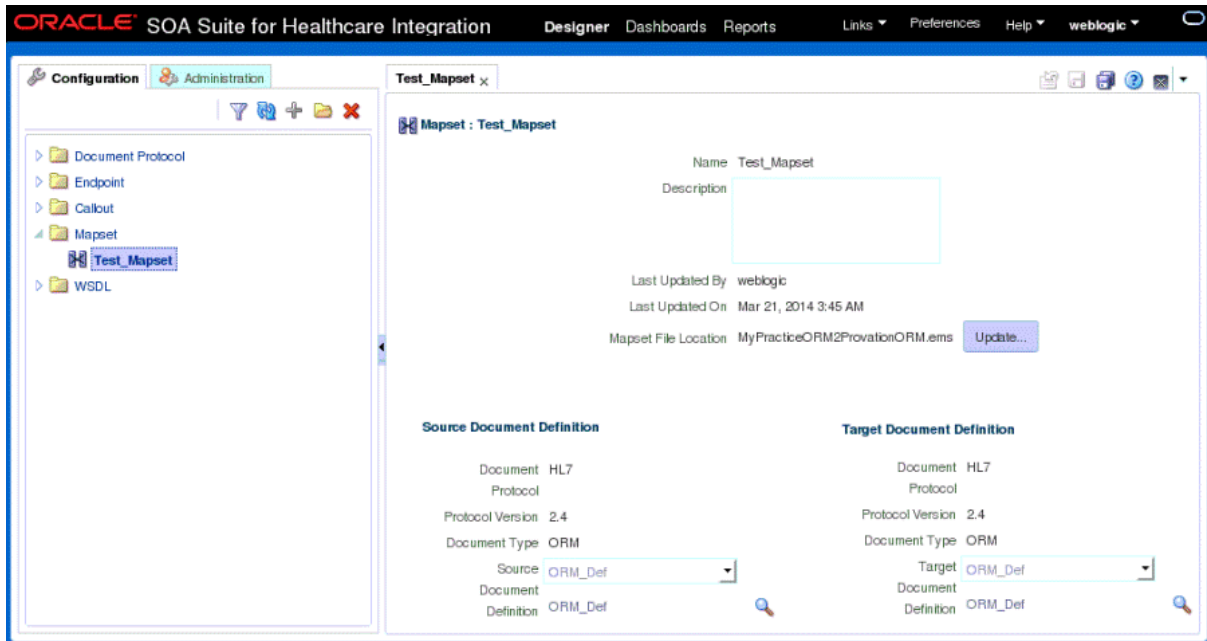 ORACLE SOA Suite for Healthcare Integration Designer Dashboards Reports Links Preferences Help weblogic
Configuration Administration
Document Protocol
Endpoint
Callout
Mapset
Test_Mapset
WSDL
Test_Mapset x
Mapset : Test_Mapset
Name Test_Mapset
Description
Last Updated By weblogic
Last Updated On Mar 21, 2014 3:45 AM
Mapset File Location MyPracticeORM2ProvationORM.ems Update...
Source Document Definition
Document Protocol HL7
Protocol Version 2.4
Document Type ORM
Source Document Definition ORM_Def
ORM_Def
Target Document Definition
Document Protocol HL7
Protocol Version 2.4
Document Type ORM
Target Document Definition ORM_Def
ORM_Def